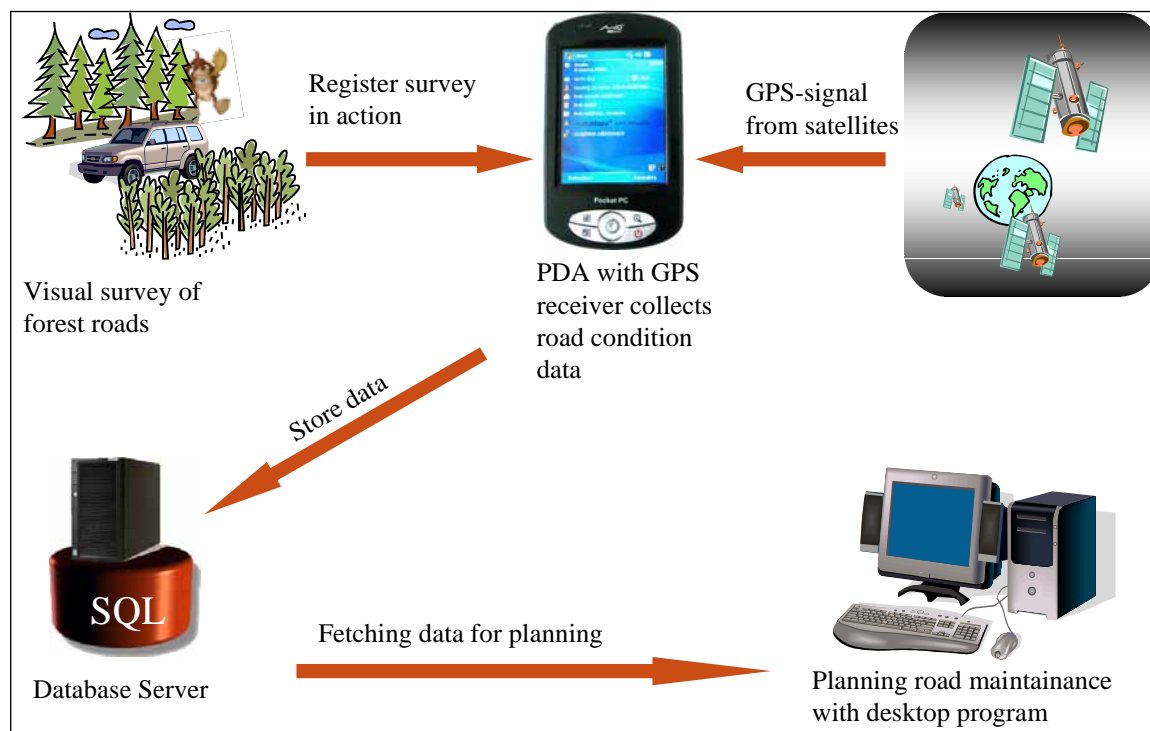 Register survey
in action
GPS-signal
from satellites
Mio
Pocket PC
Visual survey of
forest roads
PDA with GPS
receiver collects
road condition
data
Store data
SQL
Database Server
Fetching data for planning
Planning road maintainance
with desktop program